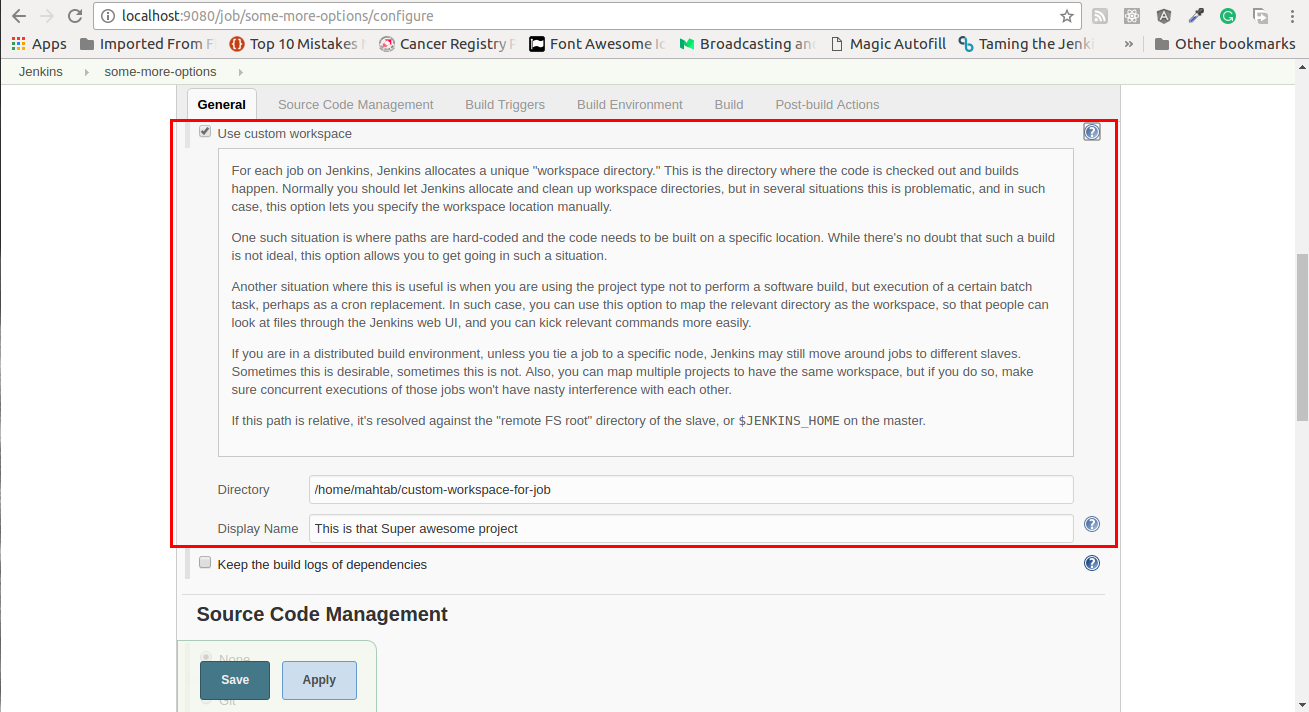 localhost:9080/job/some-more-options/configure
Apps Imported From F Top 10 Mistakes Cancer Registry Font Awesome Broadcasting and Magic Autofill Taming the Jenki » Other bookmarks
Jenkins some-more-options
General Source Code Management Build Triggers Build Environment Build Post-build Actions
Use custom workspace
For each job on Jenkins, Jenkins allocates a unique "workspace directory." This is the directory where the code is checked out and builds
happen. Normally you should let Jenkins allocate and clean up workspace directories, but in several situations this is problematic, and in such
case, this option lets you specify the workspace location manually.
One such situation is where paths are hard-coded and the code needs to be built on a specific location. While there's no doubt that such a build
is not ideal, this option allows you to get going in such a situation.
Another situation where this is useful is when you are using the project type not to perform a software build, but execution of a certain batch
task, perhaps as a cron replacement. In such case, you can use this option to map the relevant directory as the workspace, so that people can
look at files through the Jenkins web UI, and you can kick relevant commands more easily.
If you are in a distributed build environment, unless you tie a job to a specific node, Jenkins may still move around jobs to different slaves.
Sometimes this is desirable, sometimes this is not. Also, you can map multiple projects to have the same workspace, but if you do so, make
sure concurrent executions of those jobs won't have nasty interference with each other.
If this path is relative, it's resolved against the "remote FS root" directory of the slave, or $JENKINS_HOME on the master.
Directory /home/mahtab/custom-workspace-for-job
Display Name This is that Super awesome project
Keep the build logs of dependencies
Source Code Management
None
Save Apply
Git